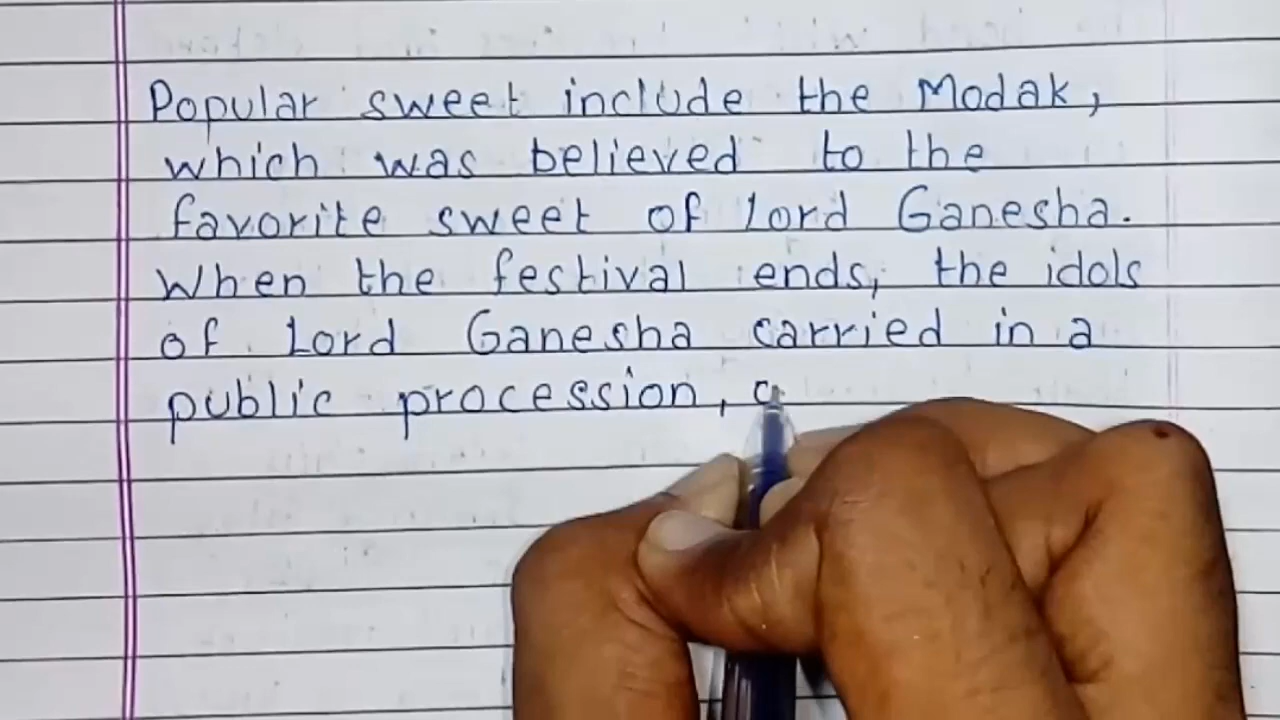 Popular sweet include the Modak,
which was believed to the
favorite sweet of Lord Ganesha.
When the festival ends, the idols
of Lord Ganesha carried in a
public procession,